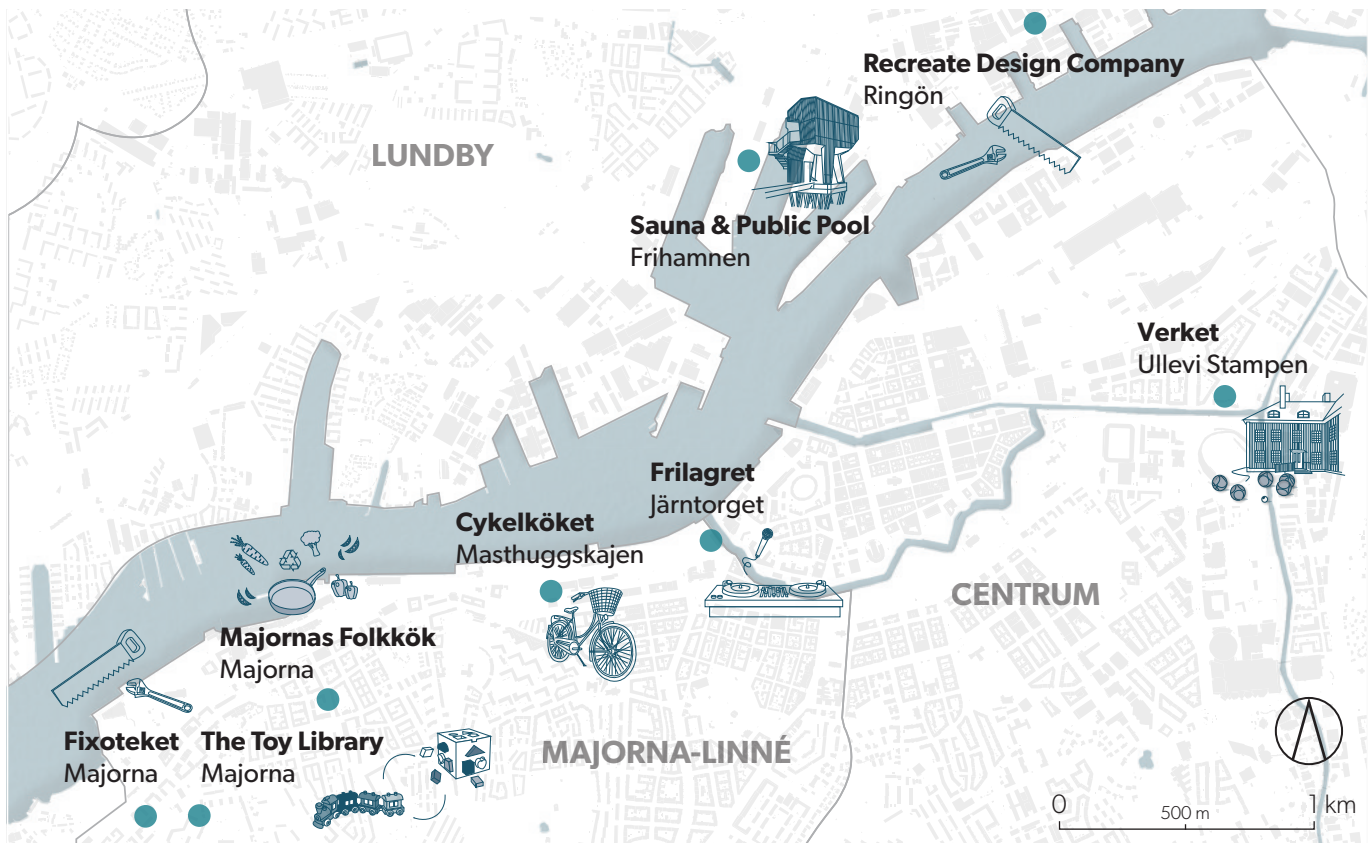 Recreate Design Company
Ringön
LUNDBY
Sauna & Public Pool
Frihamnen
Verket
Ullevi Stampen
Frilagret
Järntorget
Cykelköket
Masthuggskajen
CENTRUM
Majornas Folkkök
Majorna
Fixoteket
Majorna
The Toy Library
Majorna
MAJORNA-LINNÉ
0
500 m
1 km